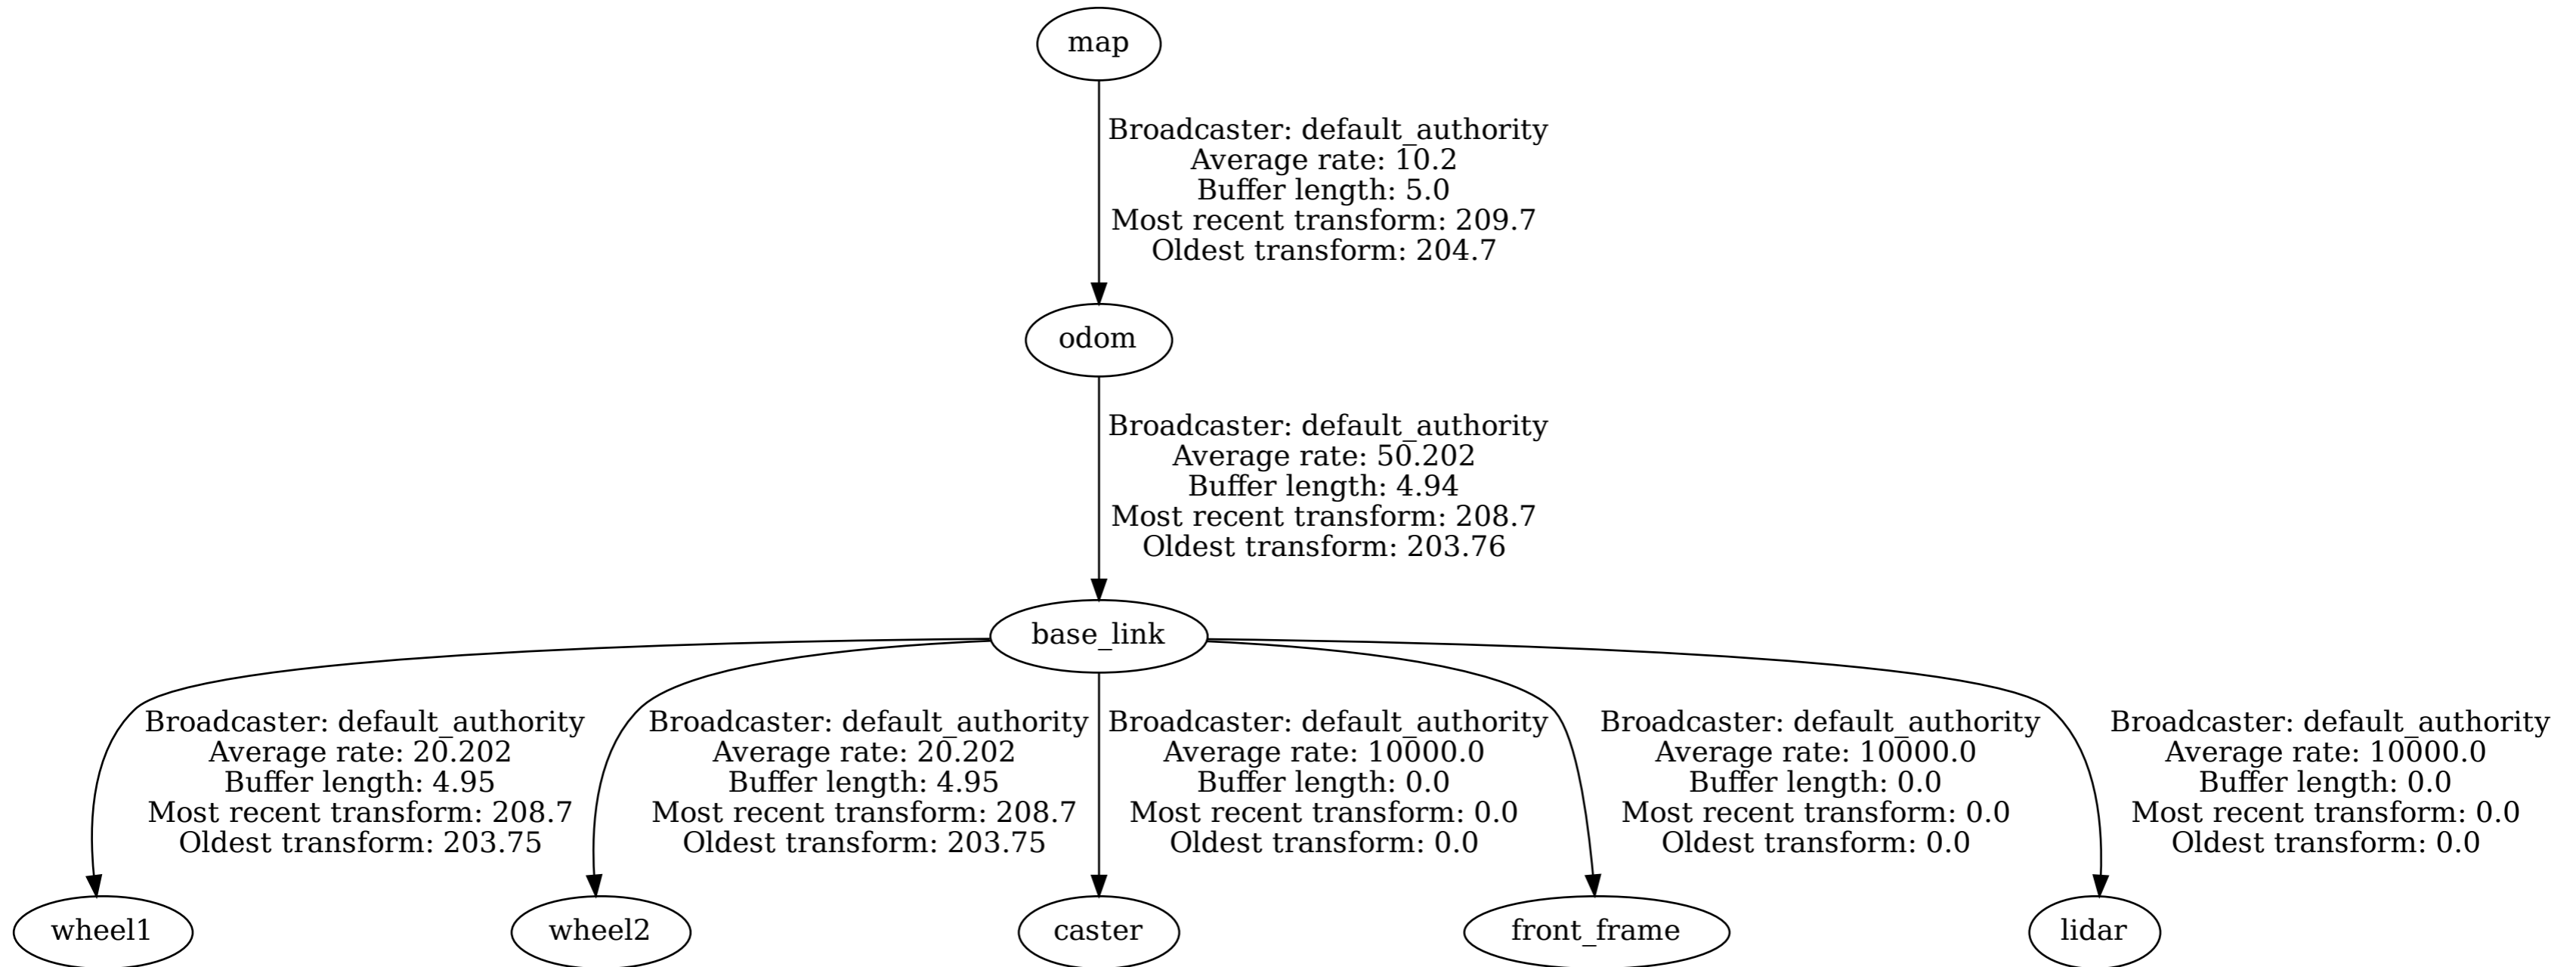 map
Broadcaster: default_authority
Average rate: 10.2
Buffer length: 5.0
Most recent transform: 209.7
Oldest transform: 204.7
odom
Broadcaster: default_authority
Average rate: 50.202
Buffer length: 4.94
Most recent transform: 208.7
Oldest transform: 203.76
base_link
Broadcaster: default_authority
Average rate: 20.202
Buffer length: 4.95
Most recent transform: 208.7
Oldest transform: 203.75
Broadcaster: default_authority
Average rate: 20.202
Buffer length: 4.95
Most recent transform: 208.7
Oldest transform: 203.75
Broadcaster: default_authority
Average rate: 10000.0
Buffer length: 0.0
Most recent transform: 0.0
Oldest transform: 0.0
Broadcaster: default_authority
Average rate: 10000.0
Buffer length: 0.0
Most recent transform: 0.0
Oldest transform: 0.0
Broadcaster: default_authority
Average rate: 10000.0
Buffer length: 0.0
Most recent transform: 0.0
Oldest transform: 0.0
wheel1
wheel2
caster
front_frame
lidar